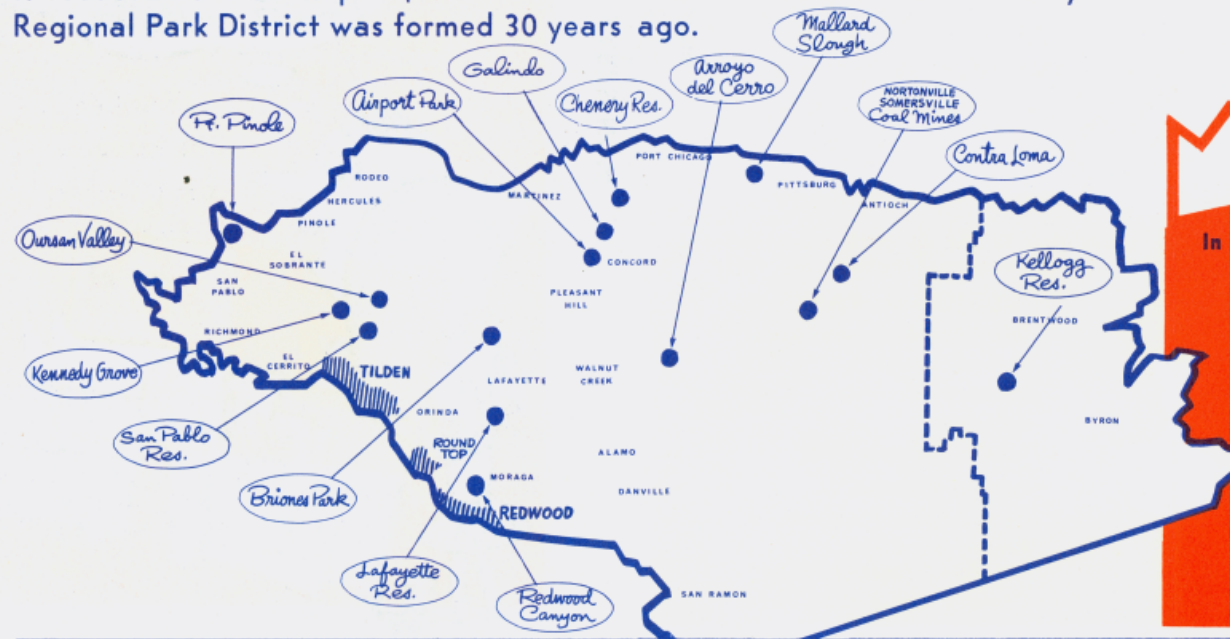 Regional Park District was formed 30 years ago.
Mallard
Slough
Galindo
Arroyo
del Cerro
Airport Park
Chenery Res.
NORTONVILLE
SOMERSVILLE
Coal Mines
Pt. Pinole
Contra Loma
PORT CHICAGO
RODEO
PITTSBURG
HERCULES
MARTINEZ
ANTIOCH
PINOLE
Oursan Valley
EL
SOBRANTE
CONCORD
Kellogg
Res.
SAN
PABLO
PLEASANT
HILL
BRENTWOOD
RICHMOND
EL
CERRITO
Kennedy Grove
TILDEN
LAFAYETTE
WALNUT
CREEK
ORINDA
BYRON
San Pablo
Res.
ROUND
TOP
ALAMO
MORAGA
DANVILLE
Briones Park
REDWOOD
Lafayette
Res.
Redwood
Canyon
SAN RAMON
In